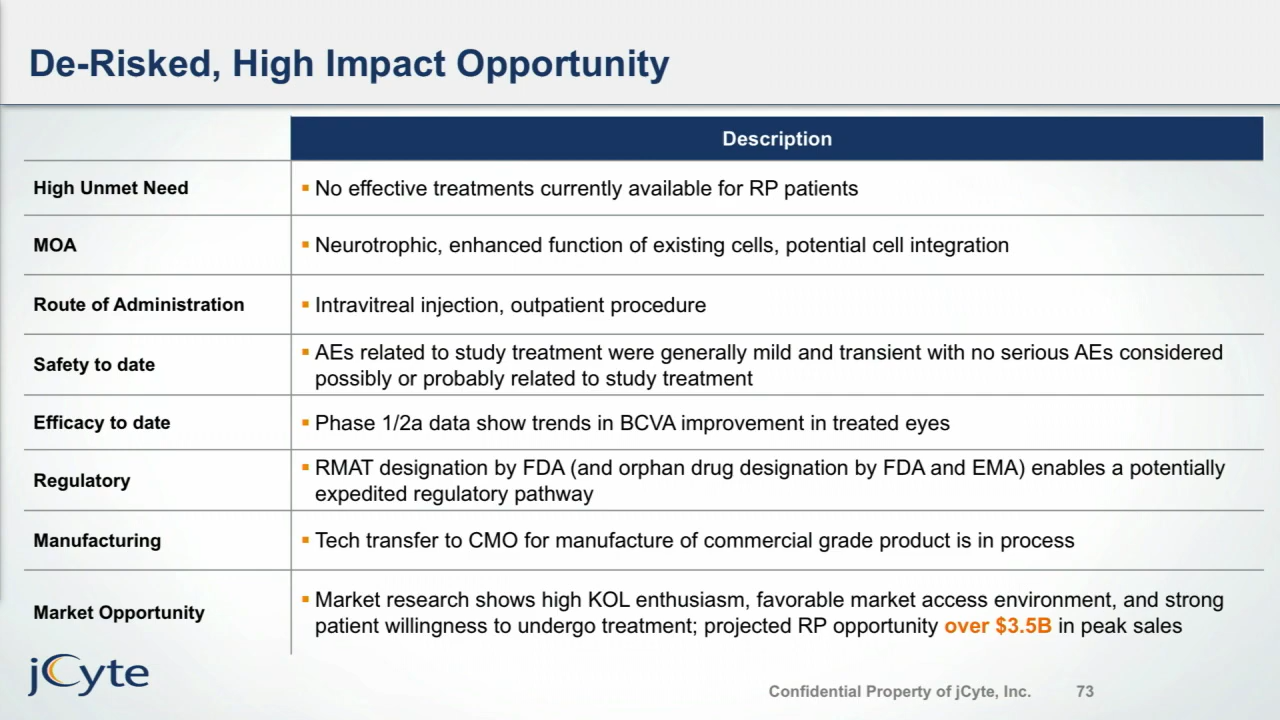 De-Risked, High Impact Opportunity
Description
High Unmet Need
▪ No effective treatments currently available for RP patients
MOA
▪ Neurotrophic, enhanced function of existing cells, potential cell integration
Route of Administration
▪ Intravitreal injection, outpatient procedure
Safety to date
▪ AEs related to study treatment were generally mild and transient with no serious AEs considered
possibly or probably related to study treatment
Efficacy to date
▪ Phase 1/2a data show trends in BCVA improvement in treated eyes
Regulatory
▪ RMAT designation by FDA (and orphan drug designation by FDA and EMA) enables a potentially
expedited regulatory pathway
Manufacturing
▪ Tech transfer to CMO for manufacture of commercial grade product is in process
Market Opportunity
▪ Market research shows high KOL enthusiasm, favorable market access environment, and strong
patient willingness to undergo treatment; projected RP opportunity over $3.5B in peak sales
jCyte
Confidential Property of jCyte, Inc. 73